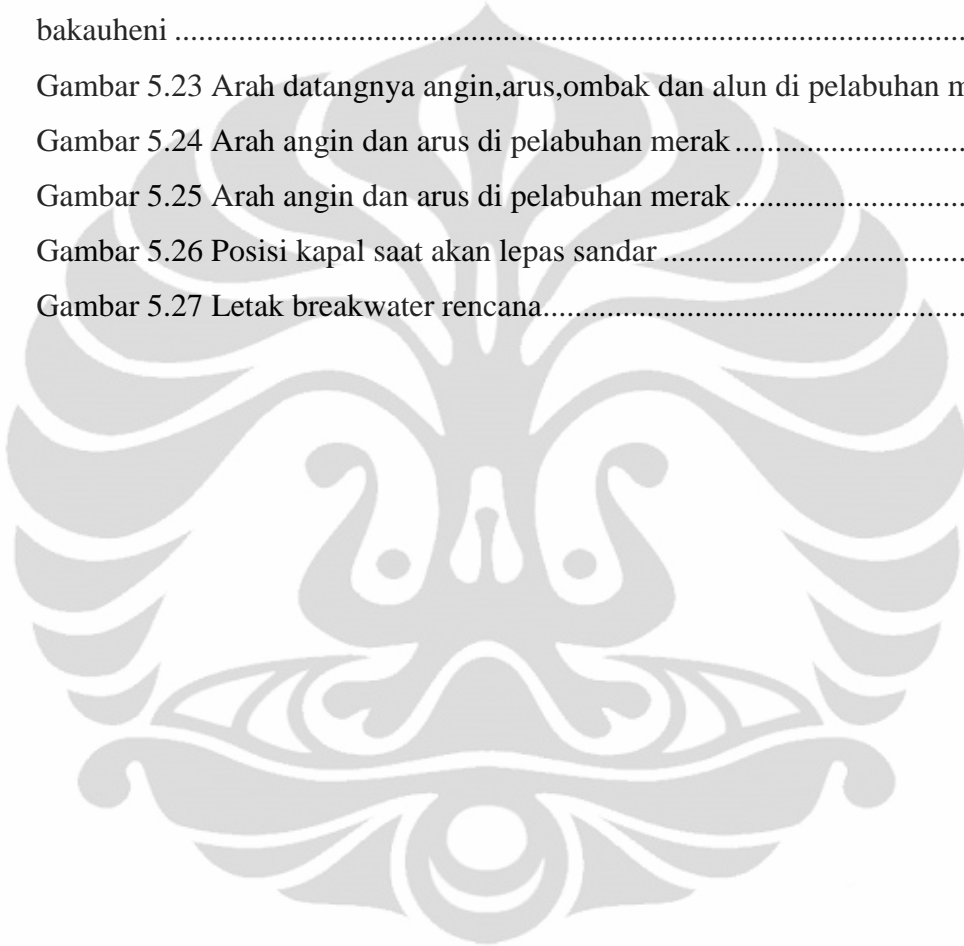 bakauheni ....................................................................................................
Gambar 5.23 Arah datangnya angin,arus,ombak dan alun di pelabuhan
Gambar 5.24 Arah angin dan arus di pelabuhan merak .............................
Gambar 5.25 Arah angin dan arus di pelabuhan merak .............................
Gambar 5.26 Posisi kapal saat akan lepas sandar ......................................
Gambar 5.27 Letak breakwater rencana.....................................................